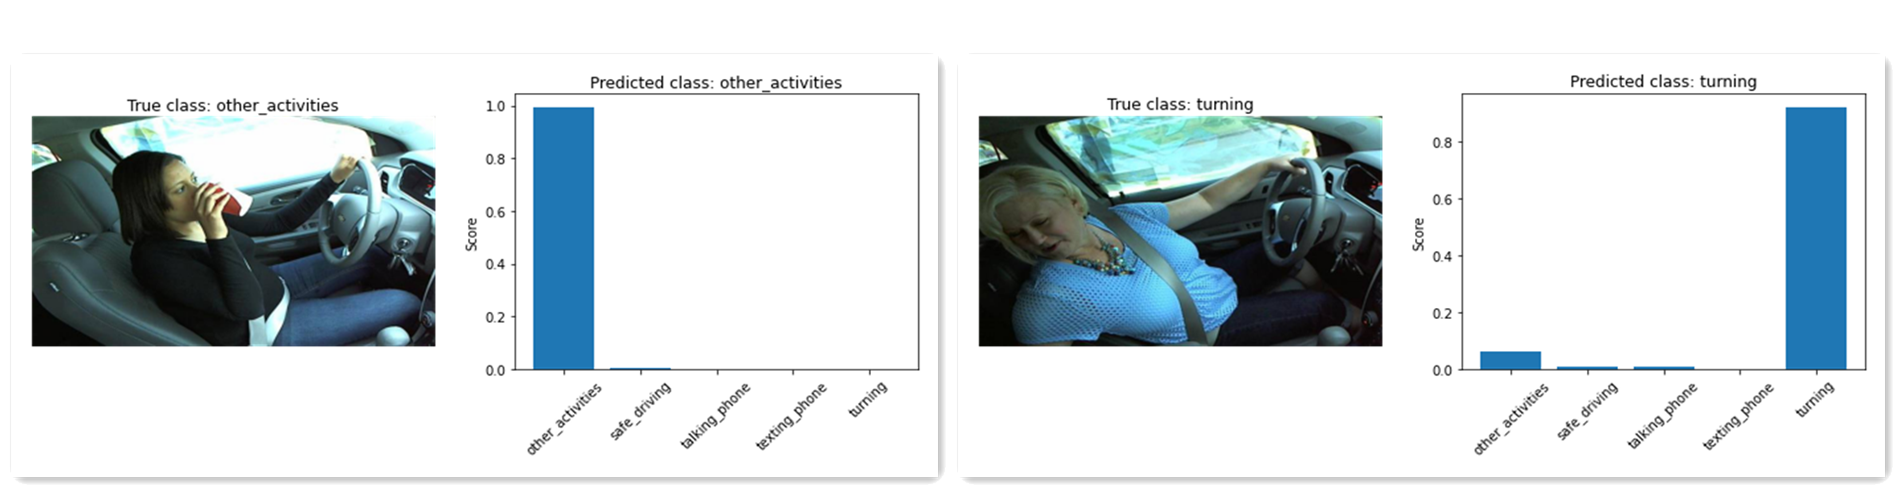 True class: other_activities
Predicted class: other_activities
Score
1.0
0.8
0.6
0.4
0.2
0.0
other_activities
safe_driving
talking_phone
texting_phone
turning
True class: turning
Predicted class: turning
Score
0.8
0.6
0.4
0.2
0.0
other_activities
safe_driving
talking_phone
texting_phone
turning